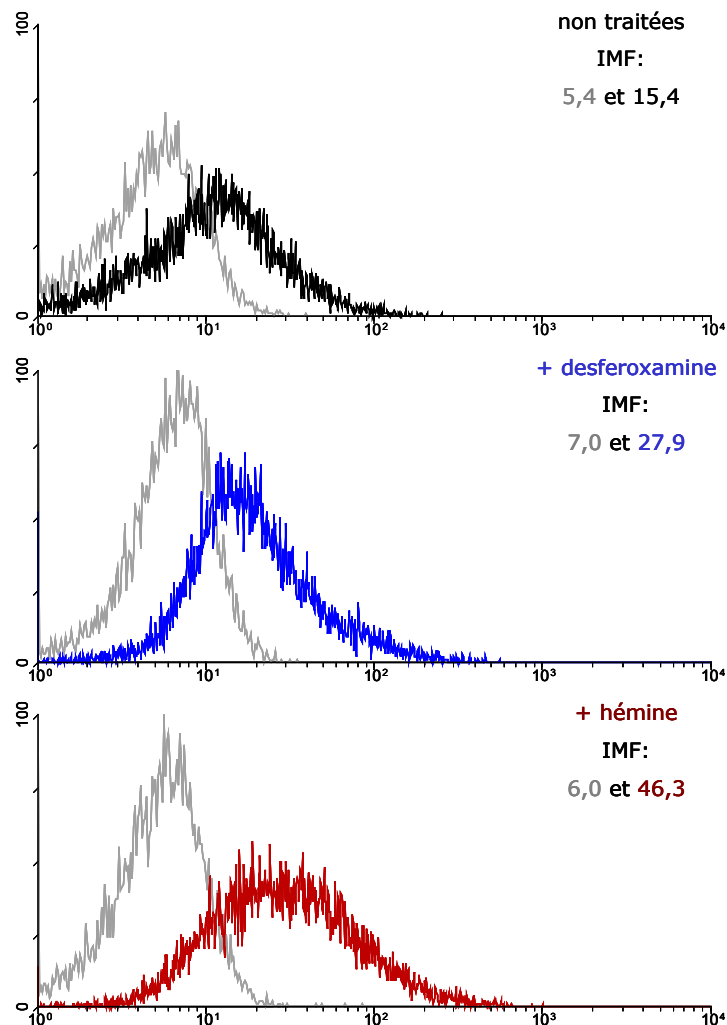 100
non traitées
IMF:
5,4 et 15,4
0
10⁰ 10¹ 10² 10³ 10⁴
100
+ desferoxamine
IMF:
7,0 et 27,9
0
10⁰ 10¹ 10² 10³ 10⁴
100
+ hémine
IMF:
6,0 et 46,3
0
10⁰ 10¹ 10² 10³ 10⁴